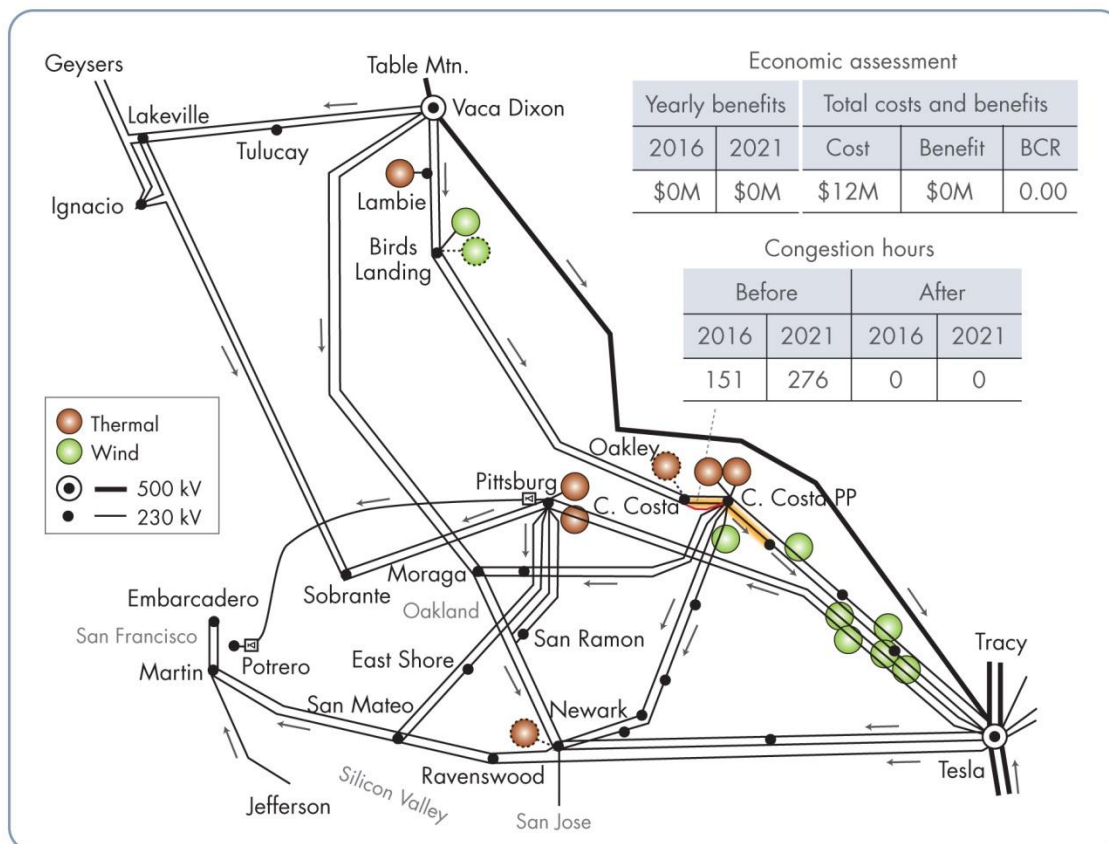 Geysers
Table Mtn.
Economic assessment
Yearly benefits Total costs and benefits
2016 2021 Cost Benefit BCR
$0M $0M $12M $0M 0.00
Vaca Dixon
Lakeville
Tulucay
Ignacio
Lambie
Birds
Landing
Congestion hours
Before After
2016 2021 2016 2021
151 276 0 0
Thermal
Wind
500 kV
230 kV
Oakley
Pittsburg
C. Costa
C. Costa PP
Sobrante
Moraga
Oakland
Embarcadero
San Francisco
Potrero
Martin
San Ramon
East Shore
San Mateo
Newark
Tracy
Ravenswood
Tesla
Silicon Valley
Jefferson
San Jose